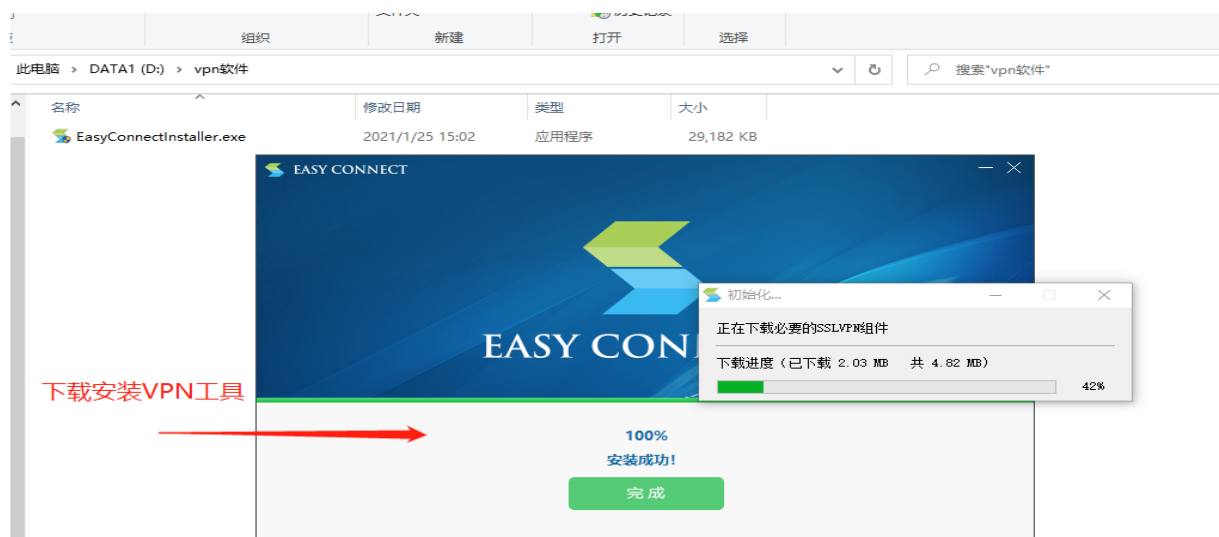 组织 新建 打开 选择
此电脑 › DATA1 (D:) › vpn软件
搜索"vpn软件"
名称 修改日期 类型 大小
EasyConnectInstaller.exe 2021/1/25 15:02 应用程序 29,182 KB
EASY CONNECT
初始化...
正在下载必要的SSLVPN组件
下载进度（已下载 2.03 MB 共 4.82 MB）
42%
EASY CON
下载安装VPN工具
100%
安装成功!
完成